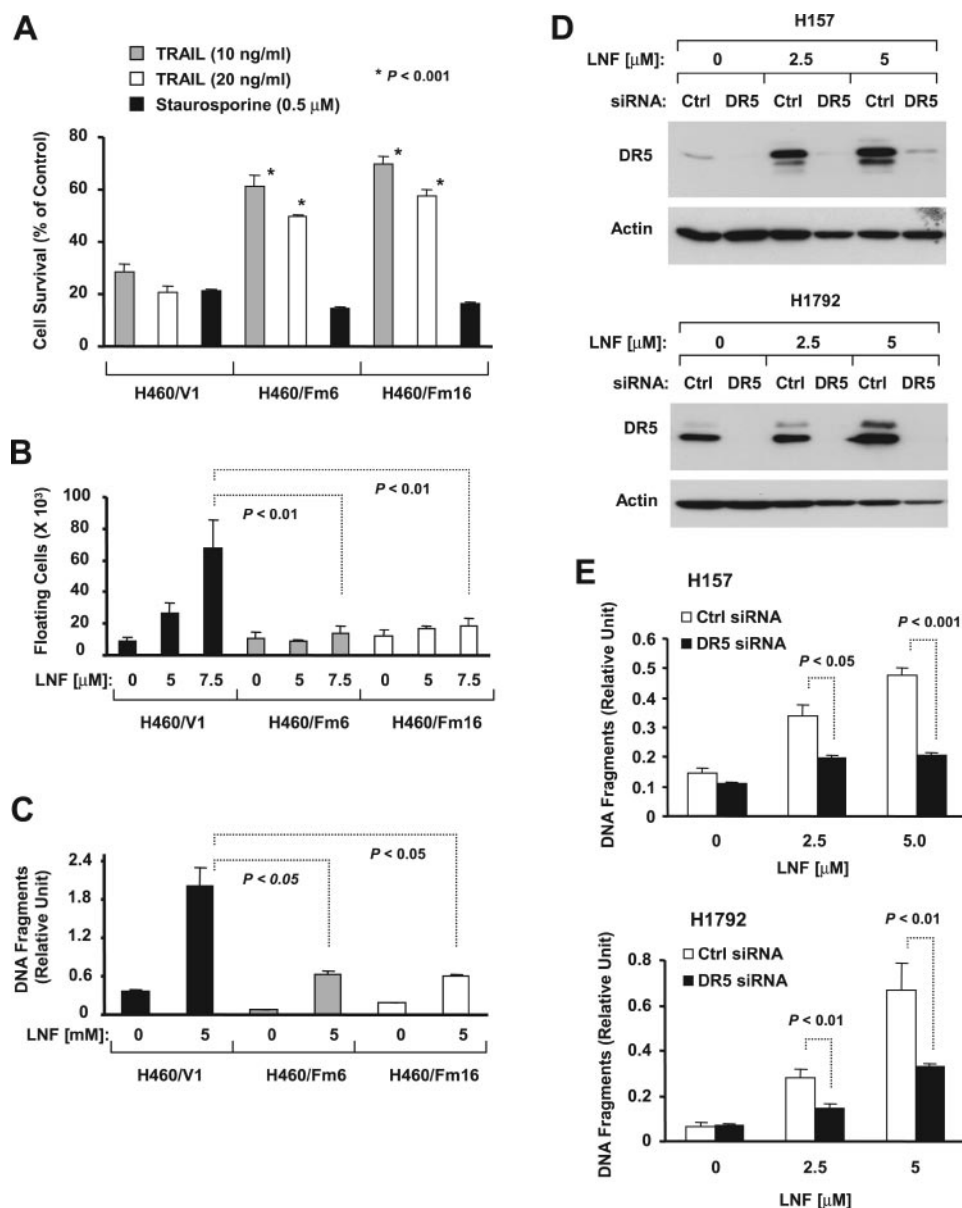 A
TRAIL (10 ng/ml)
TRAIL (20 ng/ml)
Staurosporine (0.5 μM)
* P < 0.001
Cell Survival (% of Control)
80
60
40
20
0
* * * *
H460/V1 H460/Fm6 H460/Fm16
B
Floating Cells (X 10³)
100
80
60
40
20
0
P < 0.01
P < 0.01
LNF [μM]: 0 5 7.5 0 5 7.5 0 5 7.5
H460/V1 H460/Fm6 H460/Fm16
C
DNA Fragments
(Relative Unit)
2.4
1.8
1.2
0.6
0
P < 0.05
P < 0.05
LNF [mM]: 0 5 0 5 0 5
H460/V1 H460/Fm6 H460/Fm16
D
H157
LNF [μM]: 0 2.5 5
siRNA: Ctrl DR5 Ctrl DR5 Ctrl DR5
DR5
Actin
H1792
LNF [μM]: 0 2.5 5
siRNA: Ctrl DR5 Ctrl DR5 Ctrl DR5
DR5
Actin
E
H157
Ctrl siRNA
DR5 siRNA
DNA Fragments (Relative Unit)
0.6
0.5
0.4
0.3
0.2
0.1
0
P < 0.05
P < 0.001
0 2.5 5.0
LNF [μM]
H1792
Ctrl siRNA
DR5 siRNA
DNA Fragments (Relative Unit)
0.8
0.6
0.4
0.2
0
P < 0.01
P < 0.01
0 2.5 5
LNF [μM]